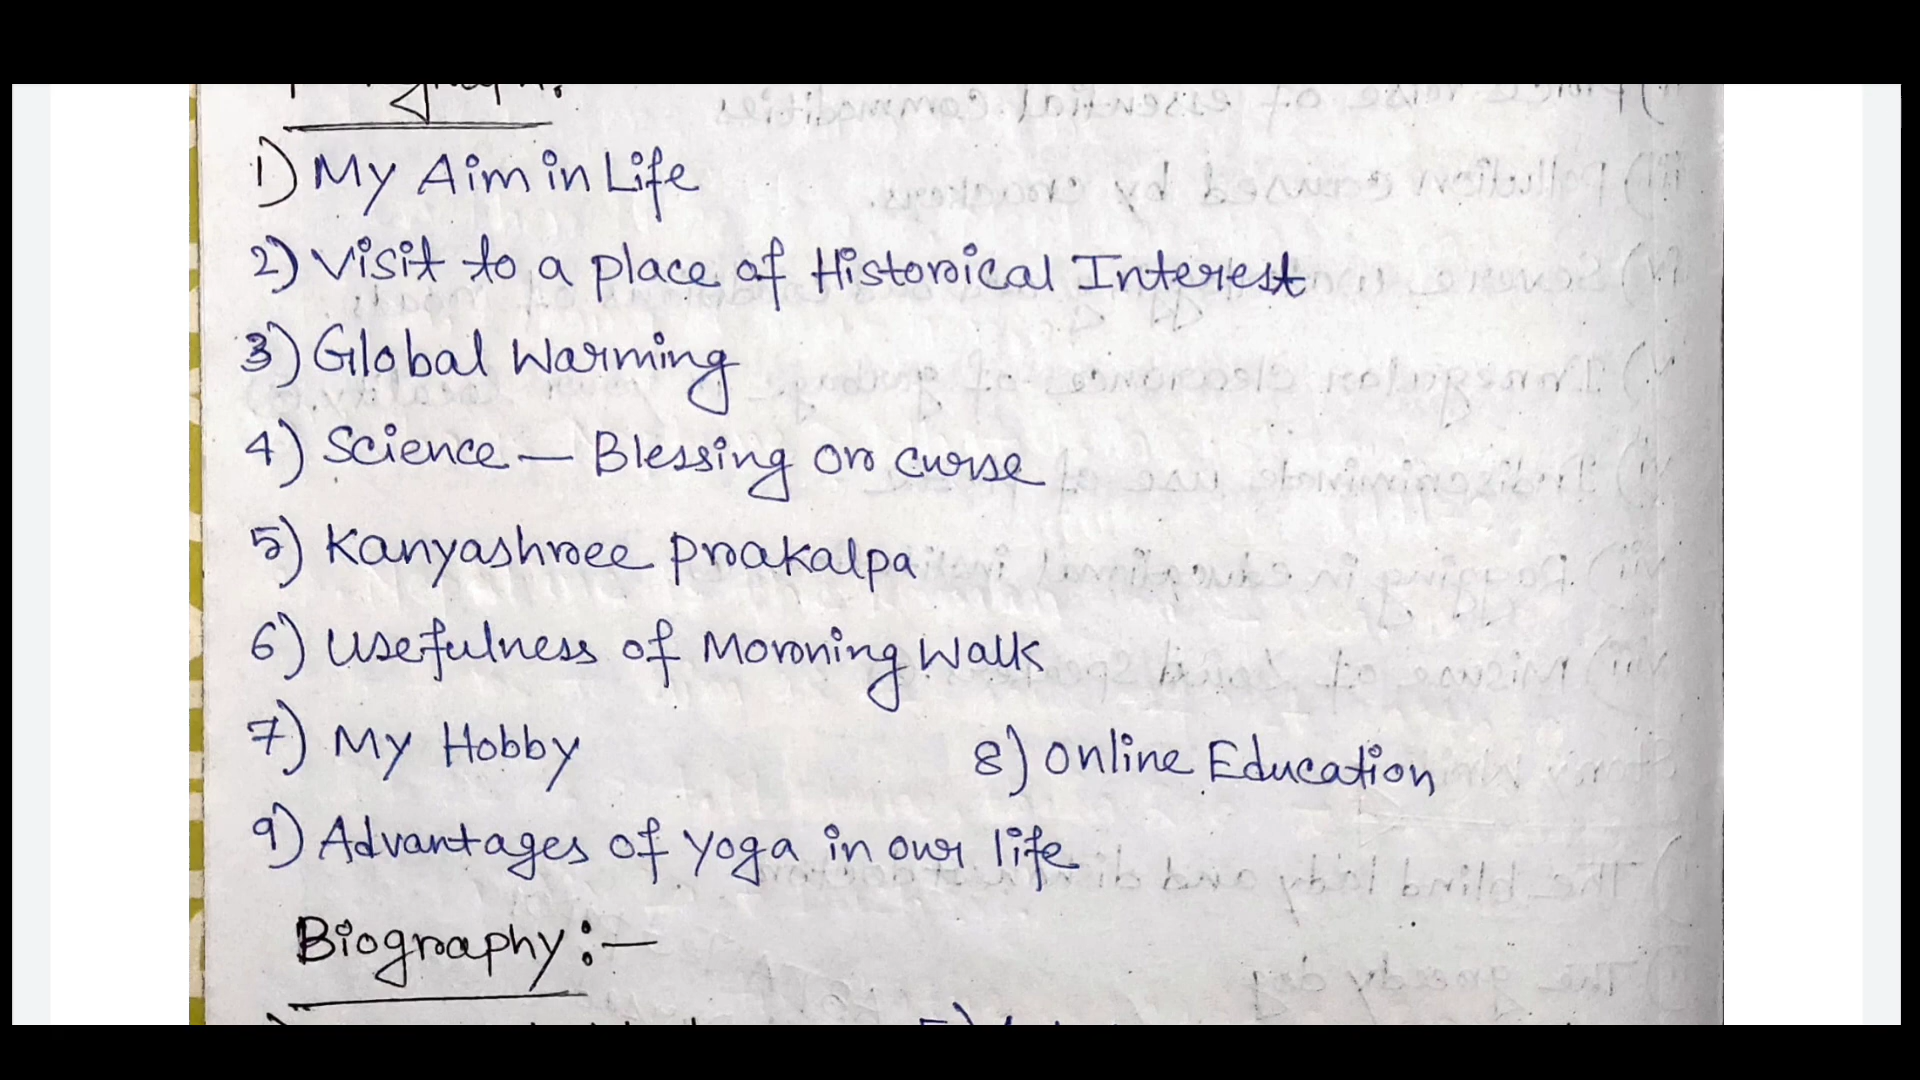 1) My Aim in Life
2) Visit to a place of Historical Interest
3) Global Warming
4) Science — Blessing or curse
5) Kanyashree prakalpa
6) Usefulness of Morning Walk
7) My Hobby 8) Online Education
9) Advantages of yoga in our life
Biography :—